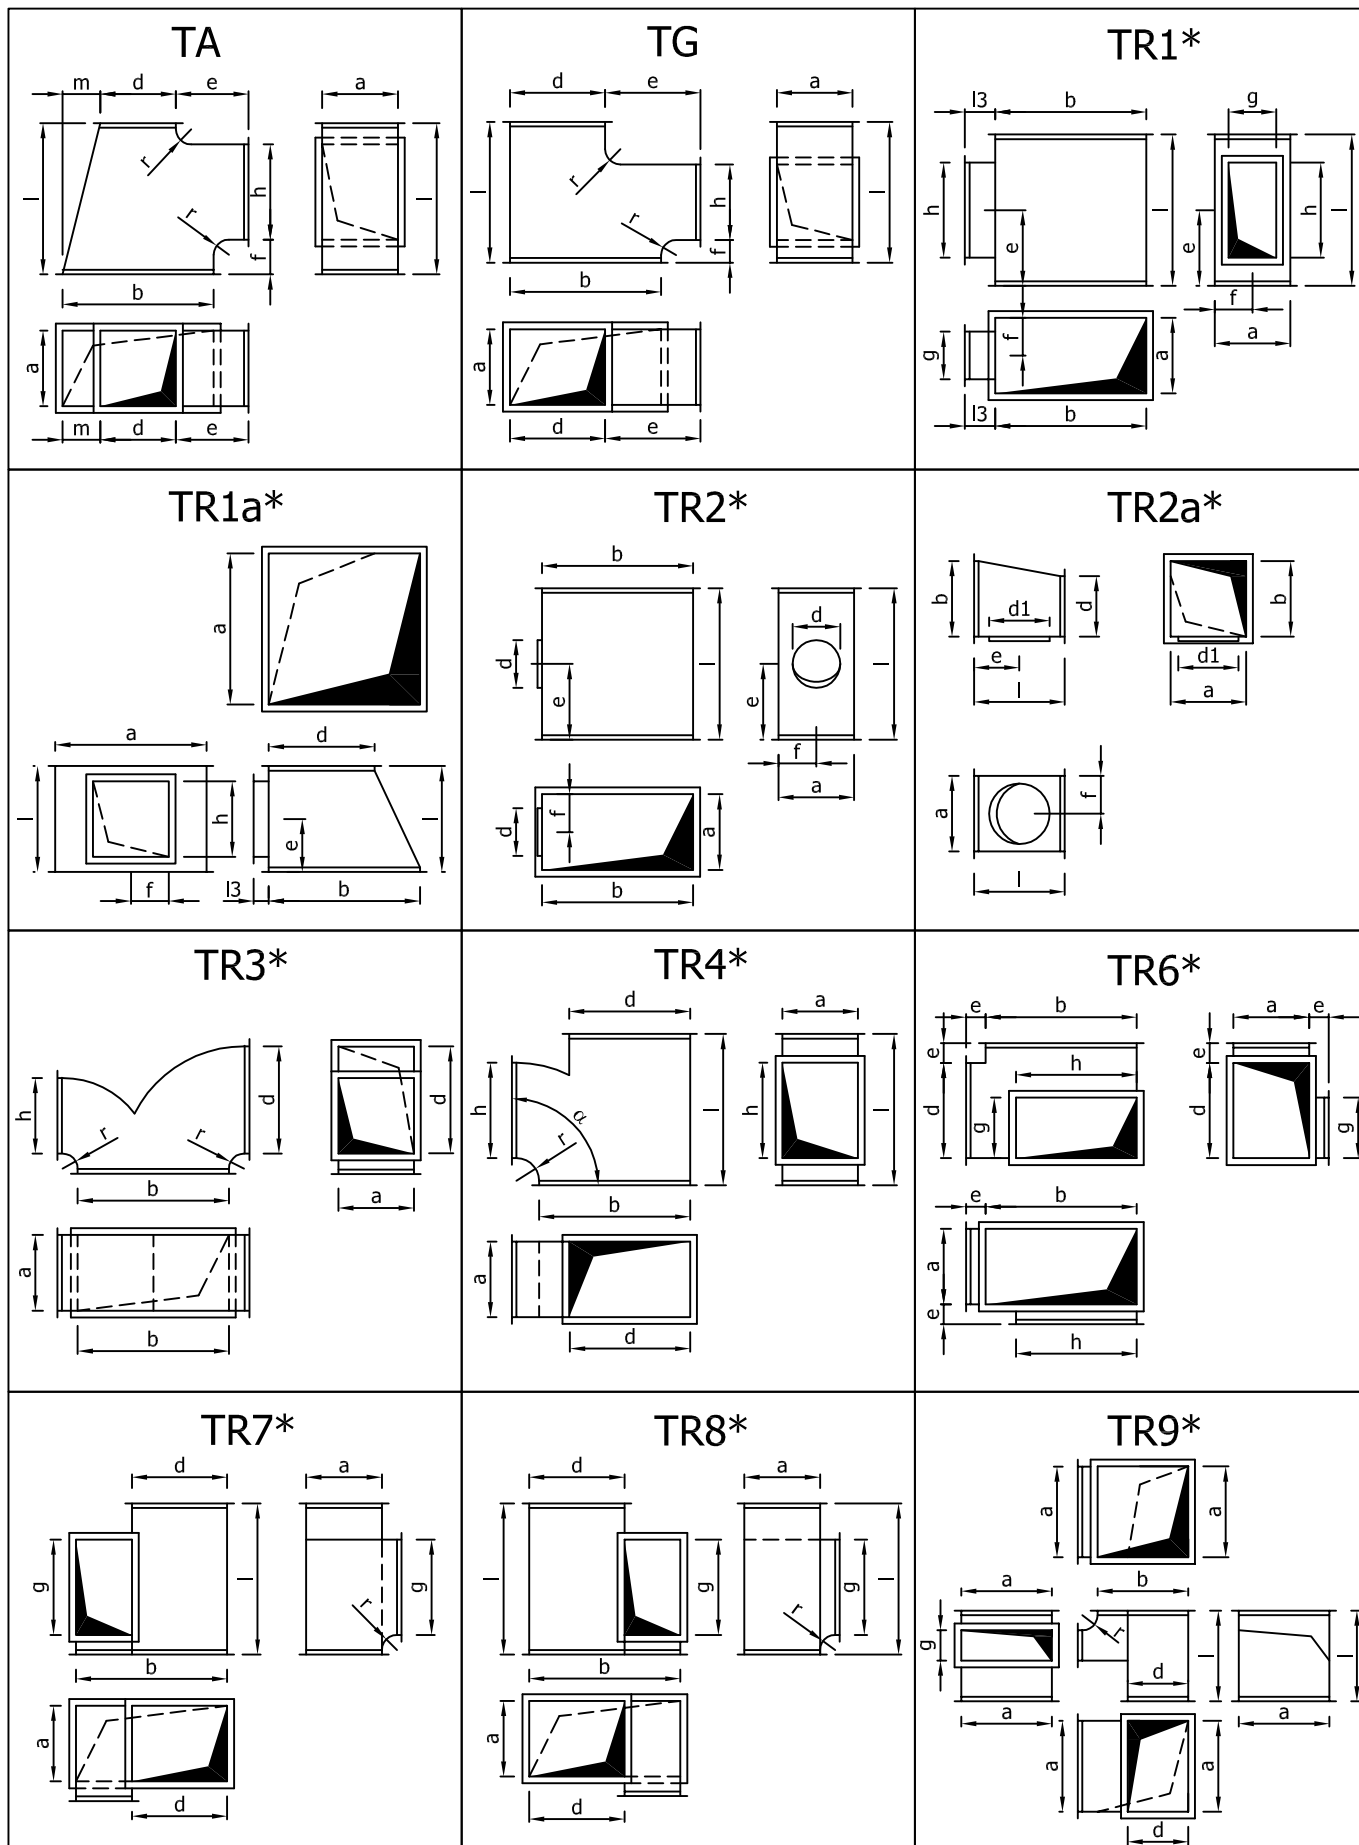 TA
m d e a
l r h r f l
b
a
m d e
TG
d e a
l r h r f l
b
a
d e
TR1*
l3 b g
h e l e h l
f a
g f a
l3 b
TR1a*
a
a d
l h e l
f l3 b
TR2*
b
d e l d e l
f a
d f a
b
TR2a*
b d1 d b
e l d1 a
a f
l
TR3*
h r r d d
b a
a
b
TR4*
d a
h α r l h l
b
a
d
TR6*
e b a e
e h e
d g d g
e b
a
e h
TR7*
d a
g l g r
b
a
d
TR8*
d a
l g g r l
b
a
d
TR9*
a a
a b
g r d l l
a a
a a
d